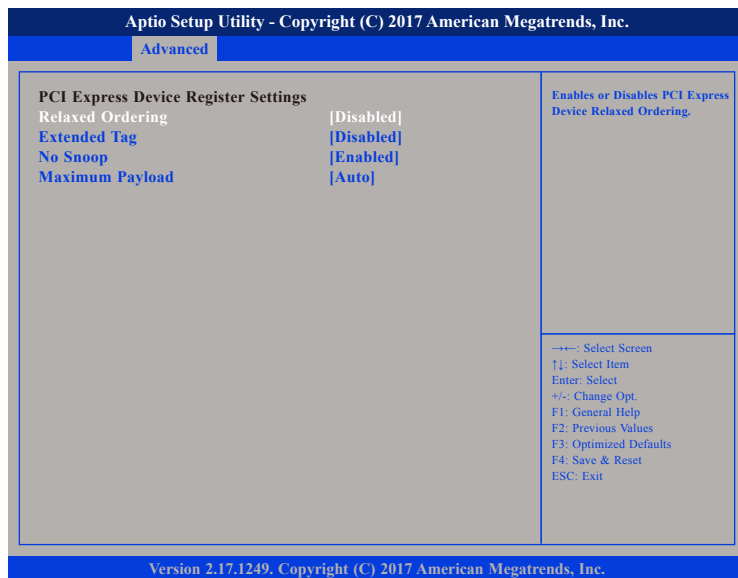 Aptio Setup Utility - Copyright (C) 2017 American Megatrends, Inc.
Advanced
PCI Express Device Register Settings
Relaxed Ordering [Disabled]
Extended Tag [Disabled]
No Snoop [Enabled]
Maximum Payload [Auto]
Enables or Disables PCI Express
Device Relaxed Ordering.
→←: Select Screen
↑↓: Select Item
Enter: Select
+/-: Change Opt.
F1: General Help
F2: Previous Values
F3: Optimized Defaults
F4: Save & Reset
ESC: Exit
Version 2.17.1249. Copyright (C) 2017 American Megatrends, Inc.